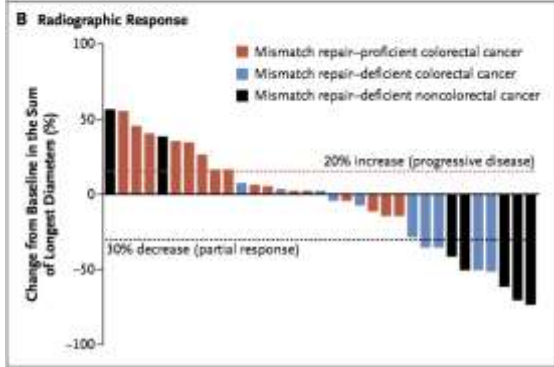 B Radiographic Response
100
Mismatch repair–proficient colorectal cancer
Mismatch repair–deficient colorectal cancer
Mismatch repair–deficient noncolorectal cancer
50
20% increase (progressive disease)
0
30% decrease (partial response)
−50
−100
Change from Baseline in the Sum
of Longest Diameters (%)